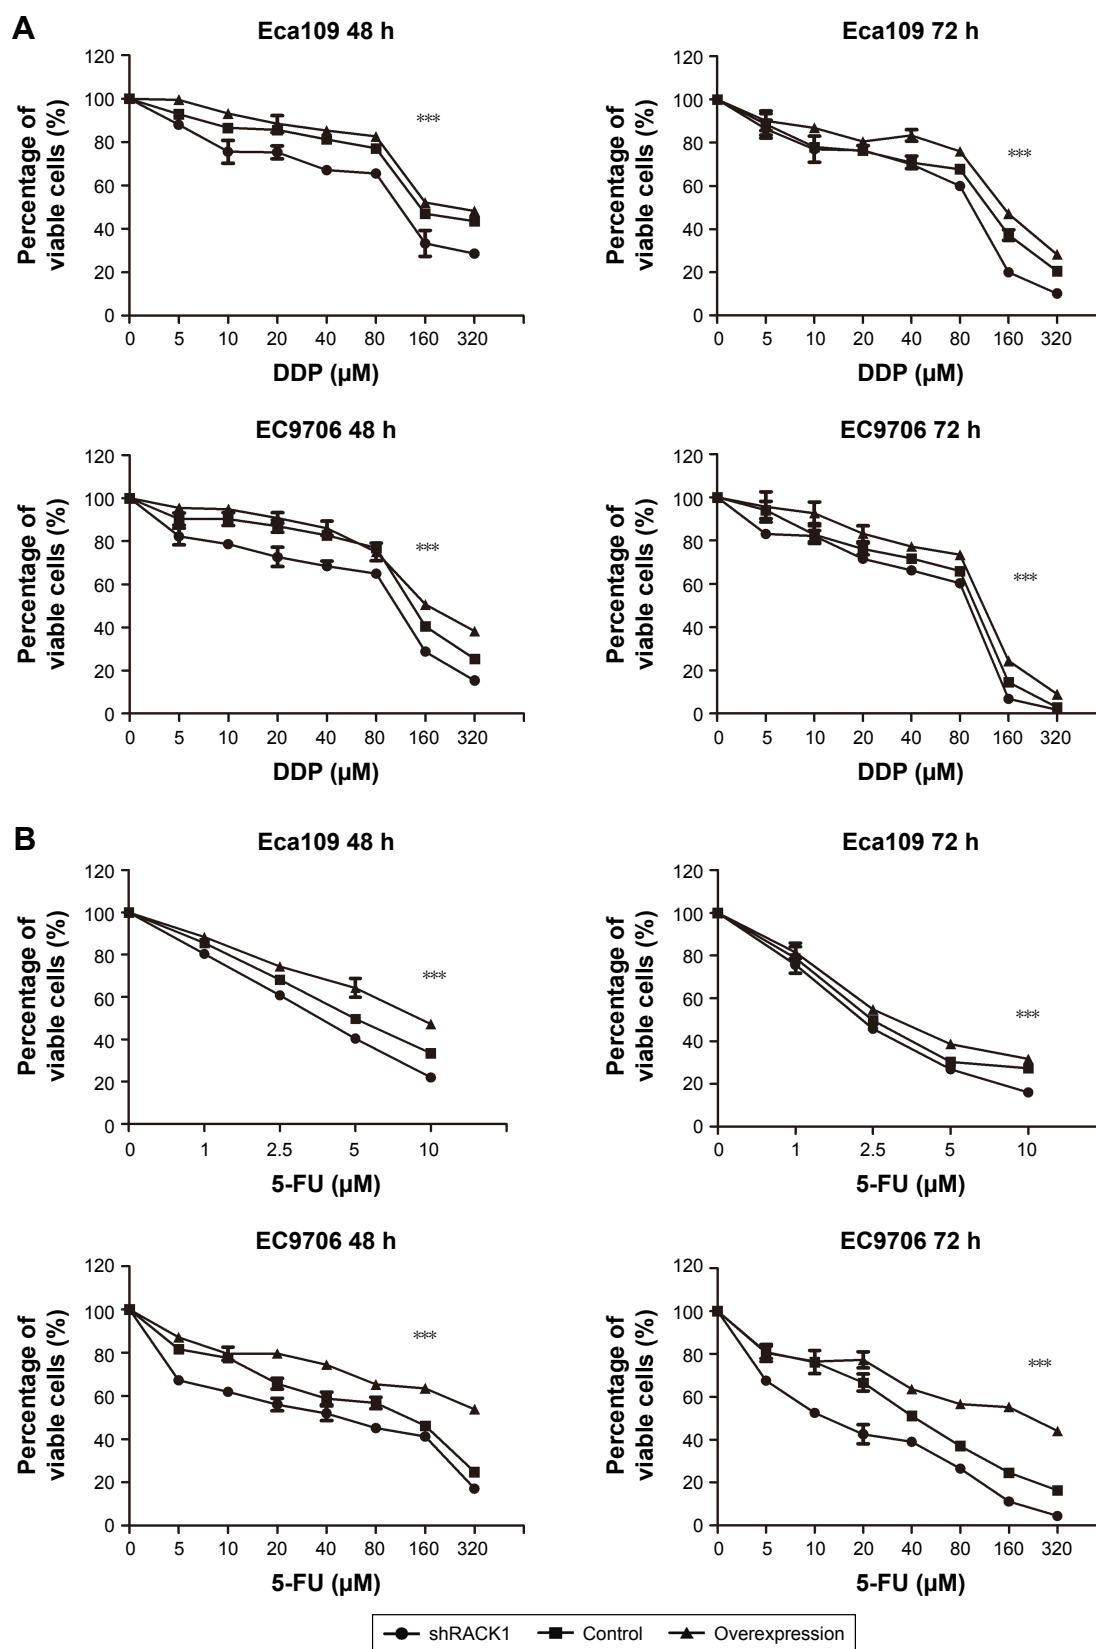 A
Eca109 48 h
Percentage of
viable cells (%)
120
100
80
60
40
20
0
***
0 5 10 20 40 80 160 320
DDP (µM)
Eca109 72 h
Percentage of
viable cells (%)
120
100
80
60
40
20
0
***
0 5 10 20 40 80 160 320
DDP (µM)
EC9706 48 h
Percentage of
viable cells (%)
120
100
80
60
40
20
0
***
0 5 10 20 40 80 160 320
DDP (µM)
EC9706 72 h
Percentage of
viable cells (%)
120
100
80
60
40
20
0
***
0 5 10 20 40 80 160 320
DDP (µM)
B
Eca109 48 h
Percentage of
viable cells (%)
120
100
80
60
40
20
0
***
0 1 2.5 5 10
5-FU (µM)
Eca109 72 h
Percentage of
viable cells (%)
120
100
80
60
40
20
0
***
0 1 2.5 5 10
5-FU (µM)
EC9706 48 h
Percentage of
viable cells (%)
120
100
80
60
40
20
0
***
0 5 10 20 40 80 160 320
5-FU (µM)
EC9706 72 h
Percentage of
viable cells (%)
120
100
80
60
40
20
0
***
0 5 10 20 40 80 160 320
5-FU (µM)
shRACK1 Control Overexpression